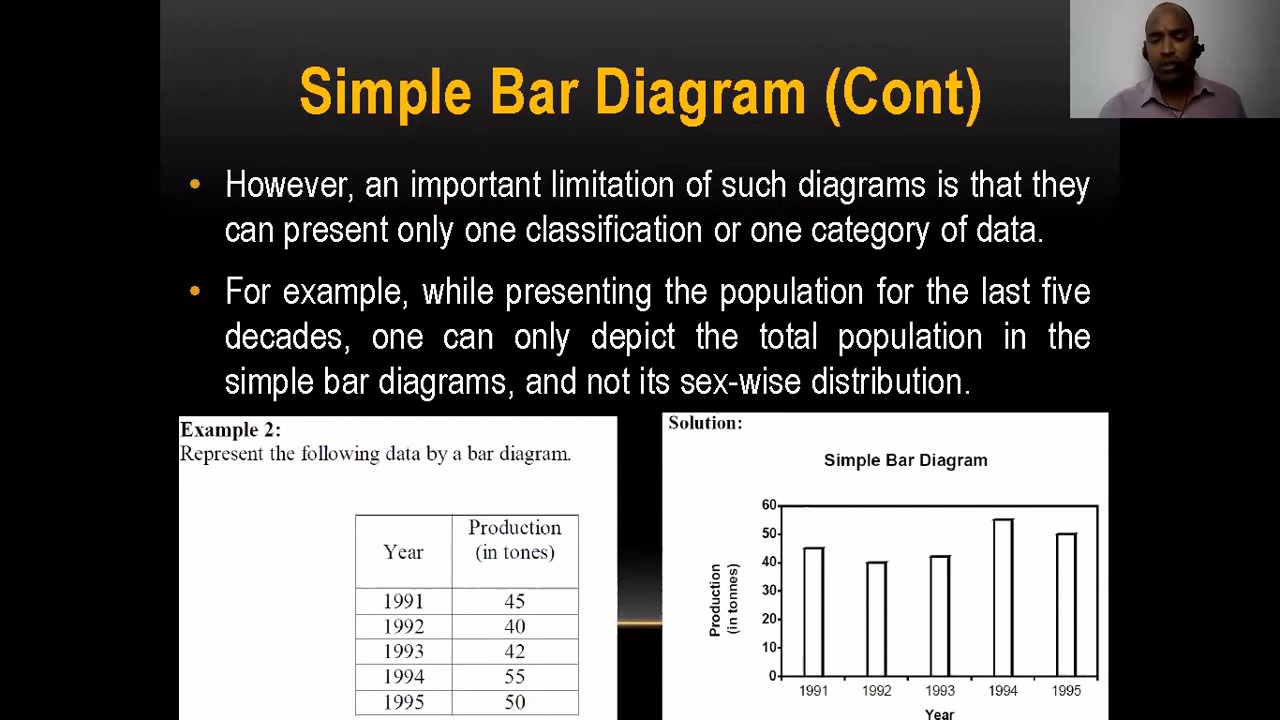 Simple Bar Diagram (Cont)
• However, an important limitation of such diagrams is that they
can present only one classification or one category of data.
• For example, while presenting the population for the last five
decades, one can only depict the total population in the
simple bar diagrams, and not its sex-wise distribution.
Example 2:
Represent the following data by a bar diagram.
Year Production
(in tones)
1991 45
1992 40
1993 42
1994 55
1995 50
Solution:
Simple Bar Diagram
Production
(in tonnes)
60
50
40
30
20
10
0
1991 1992 1993 1994 1995
Year